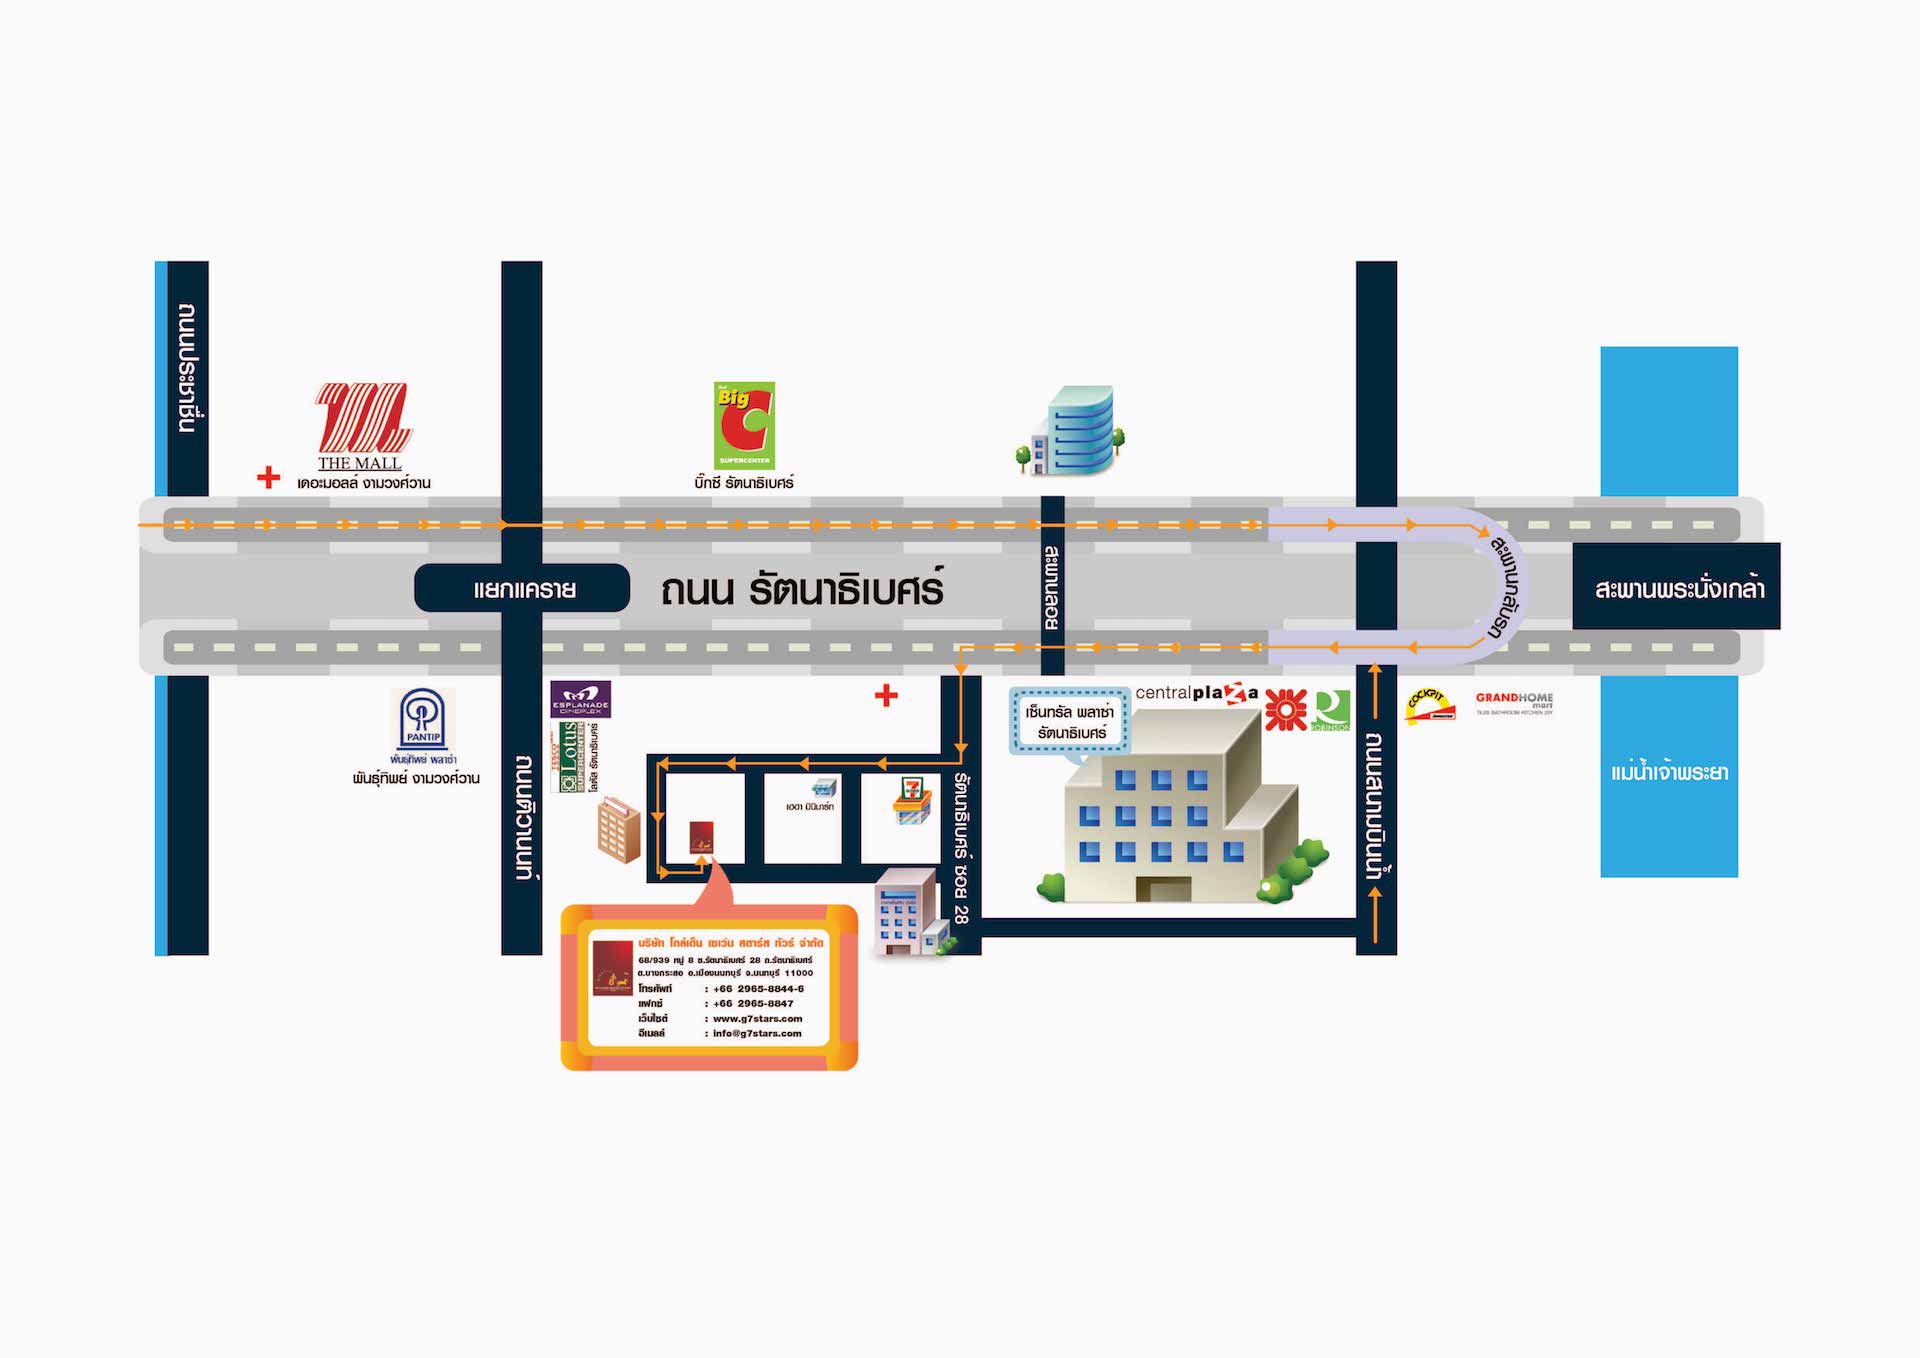 ถนนประชาชื่น
THE MALL
เดอะมอลล์ งามวงศ์วาน
Big
C
SUPERCENTER
บิ๊กซี รัตนาธิเบศร์
แยกแคราย
ถนน รัตนาธิเบศร์
สะพานลอย
สะพานกลับรถ
สะพานพระนั่งเกล้า
PANTIP
พันธุ์ทิพย์ พลาซ่า
พันธุ์ทิพย์ งามวงศ์วาน
ถนนติวานนท์
ESPLANADE
CINEPLEX
TESCO
Lotus
SUPERCENTER
โลตัส รัตนาธิเบศร์
เอฮา มินิมาร์ท
7
รัตนาธิเบศร์ ซอย 28
เซ็นทรัล พลาซ่า
รัตนาธิเบศร์
centralplaza
R
ROBINSON
ถนนสนามบินน้ำ
COCKPIT
GRANDHOME
mart
TILES BATHROOM KITCHEN DIY
แม่น้ำเจ้าพระยา
บริษัท โกลเด็น เซเว่น สตาร์ส ทัวร์ จำกัด
68/939 หมู่ 8 ซ.รัตนาธิเบศร์ 28 ถ.รัตนาธิเบศร์
ต.บางกระสอ อ.เมืองนนทบุรี จ.นนทบุรี 11000
โทรศัพท์ : +66 2965-8844-6
แฟกซ์ : +66 2965-8847
เว็บไซต์ : www.g7stars.com
อีเมลล์ : info@g7stars.com